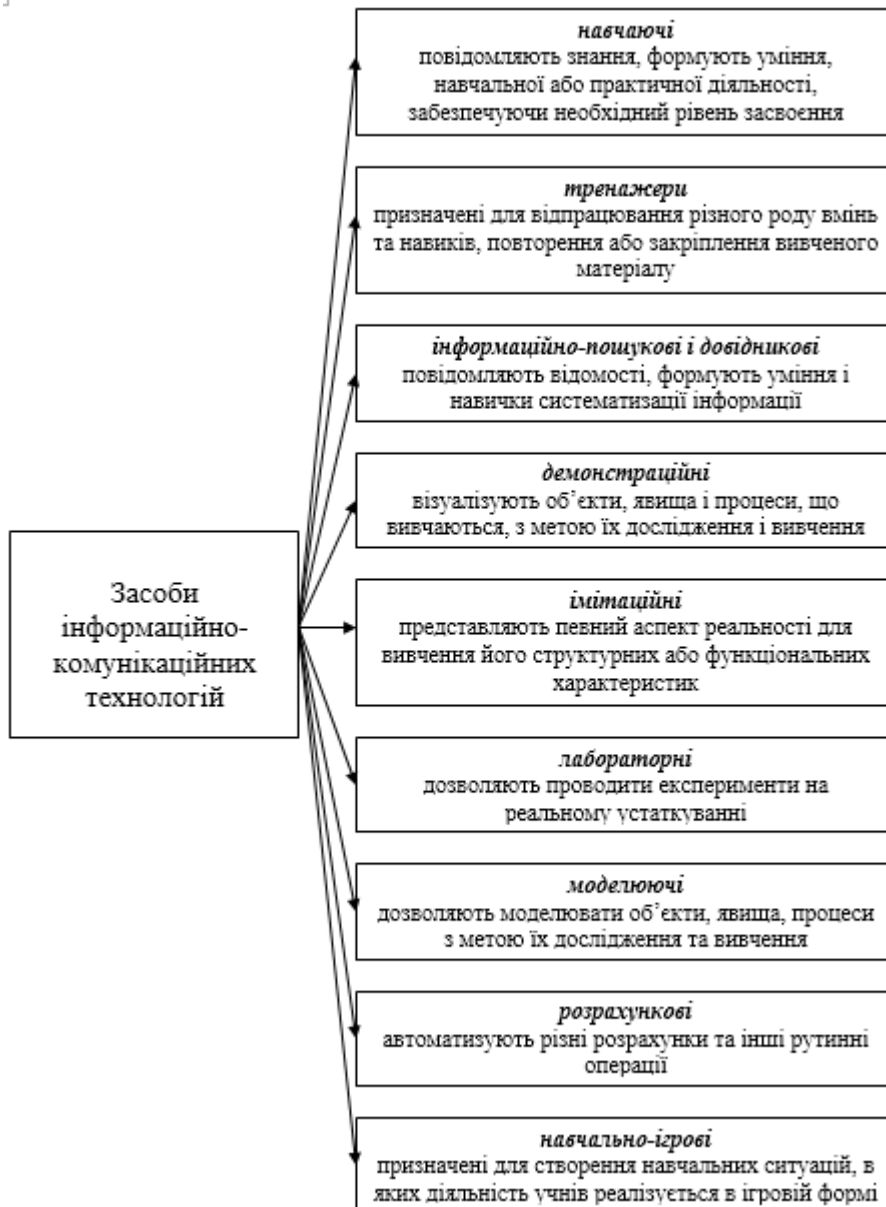 навчаючі
повідомляють знання, формують уміння,
навчальної або практичної діяльності,
забезпечуючи необхідний рівень засвоєння
тренажери
призначені для відпрацювання різного роду вмінь
та навиків, повторення або закріплення вивченого
матеріалу
інформаційно-пошукові і довідникові
повідомляють відомості, формують уміння і
навички систематизації інформації
демонстраційні
візуалізують об’єкти, явища і процеси, що
вивчаються, з метою їх дослідження і вивчення
Засоби
інформаційно-
комунікаційних
технологій
імітаційні
представляють певний аспект реальності для
вивчення його структурних або функціональних
характеристик
лабораторні
дозволяють проводити експерименти на
реальному устаткуванні
моделюючі
дозволяють моделювати об’єкти, явища, процеси
з метою їх дослідження та вивчення
розрахункові
автоматизують різні розрахунки та інші рутинні
операції
навчально-ігрові
призначені для створення навчальних ситуацій, в
яких діяльність учнів реалізується в ігровій формі